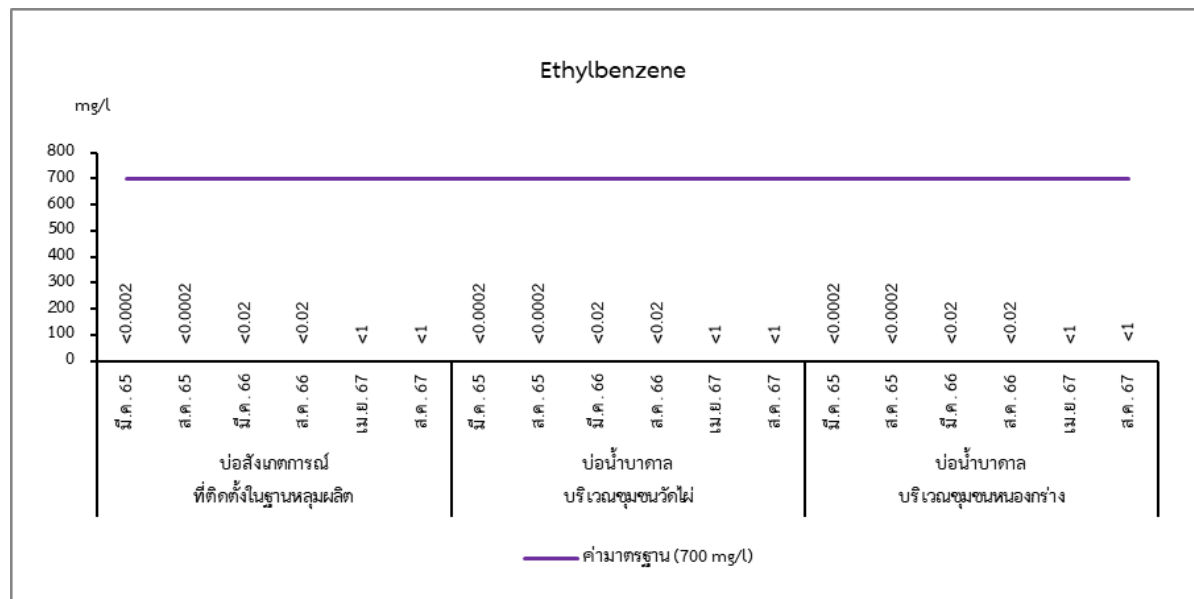 Ethylbenzene
mg/l
800
700
600
500
400
300
200
100
0
<0.0002 <0.0002 <0.02 <0.02 <1 <1 <0.0002 <0.0002 <0.02 <0.02 <1 <1 <0.0002 <0.0002 <0.02 <0.02 <1 <1
มี.ค. 65 ส.ค. 65 มี.ค. 66 ส.ค. 66 เม.ย. 67 ส.ค. 67 มี.ค. 65 ส.ค. 65 มี.ค. 66 ส.ค. 66 เม.ย. 67 ส.ค. 67 มี.ค. 65 ส.ค. 65 มี.ค. 66 ส.ค. 66 เม.ย. 67 ส.ค. 67
บ่อสังเกตการณ์ บ่อน้ำบาดาล บ่อน้ำบาดาล
ที่ติดตั้งในฐานหลุมผลิต บริเวณชุมชนวัดไผ่ บริเวณชุมชนหนองกร่าง
ค่ามาตรฐาน (700 mg/l)